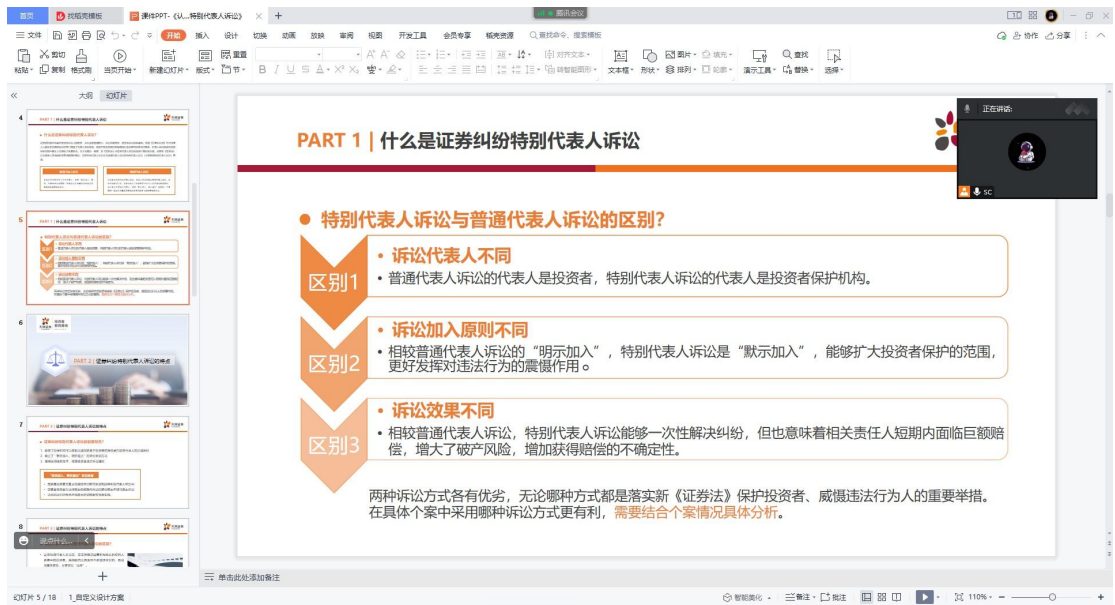 首页 找稻壳模板 课件PPT-《认...特别代表人诉讼》
腾讯会议
三 文件 开始 插入 设计 切换 动画 放映 审阅 视图 开发工具 会员专享 稻壳资源 查找命令、搜索模板 协作 分享
粘贴 剪切 复制 格式刷 当页开始 新建幻灯片 版式 重置 节 对齐文本 转智能图形 文本框 形状 图片 排列 填充 轮廓 演示工具 查找 替换 选择
大纲 幻灯片
4
5
6
PART 2 | 证券纠纷特别代表人诉讼的特点
7
8
说点什么...
正在讲话:
SC
PART 1 | 什么是证券纠纷特别代表人诉讼
特别代表人诉讼与普通代表人诉讼的区别?
区别1
• 诉讼代表人不同
• 普通代表人诉讼的代表人是投资者，特别代表人诉讼的代表人是投资者保护机构。
区别2
• 诉讼加入原则不同
• 相较普通代表人诉讼的“明示加入”，特别代表人诉讼是“默示加入”，能够扩大投资者保护的范围，
更好发挥对违法行为的震慑作用。
区别3
• 诉讼效果不同
• 相较普通代表人诉讼，特别代表人诉讼能够一次性解决纠纷，但也意味着相关责任人短期内面临巨额赔
偿，增大了破产风险，增加获得赔偿的不确定性。
两种诉讼方式各有优劣，无论哪种方式都是落实新《证券法》保护投资者、威慑违法行为人的重要举措。
在具体个案中采用哪种诉讼方式更有利，需要结合个案情况具体分析。
单击此处添加备注
幻灯片 5 / 18 1_自定义设计方案 智能美化 备注 批注 110%